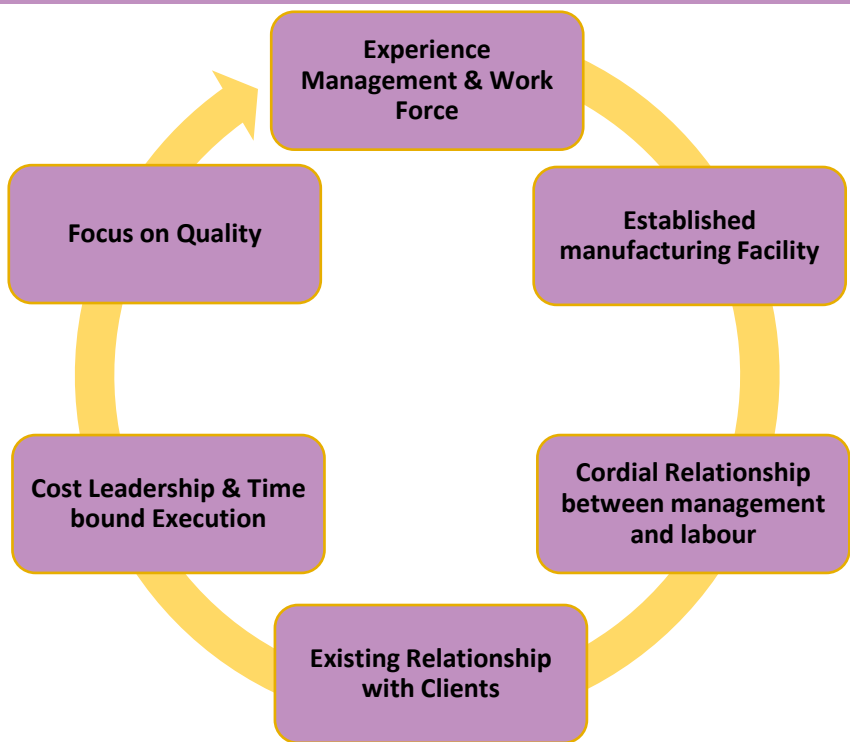 Experience
Management & Work
Force
Established
manufacturing Facility
Cordial Relationship
between management
and labour
Existing Relationship
with Clients
Cost Leadership & Time
bound Execution
Focus on Quality